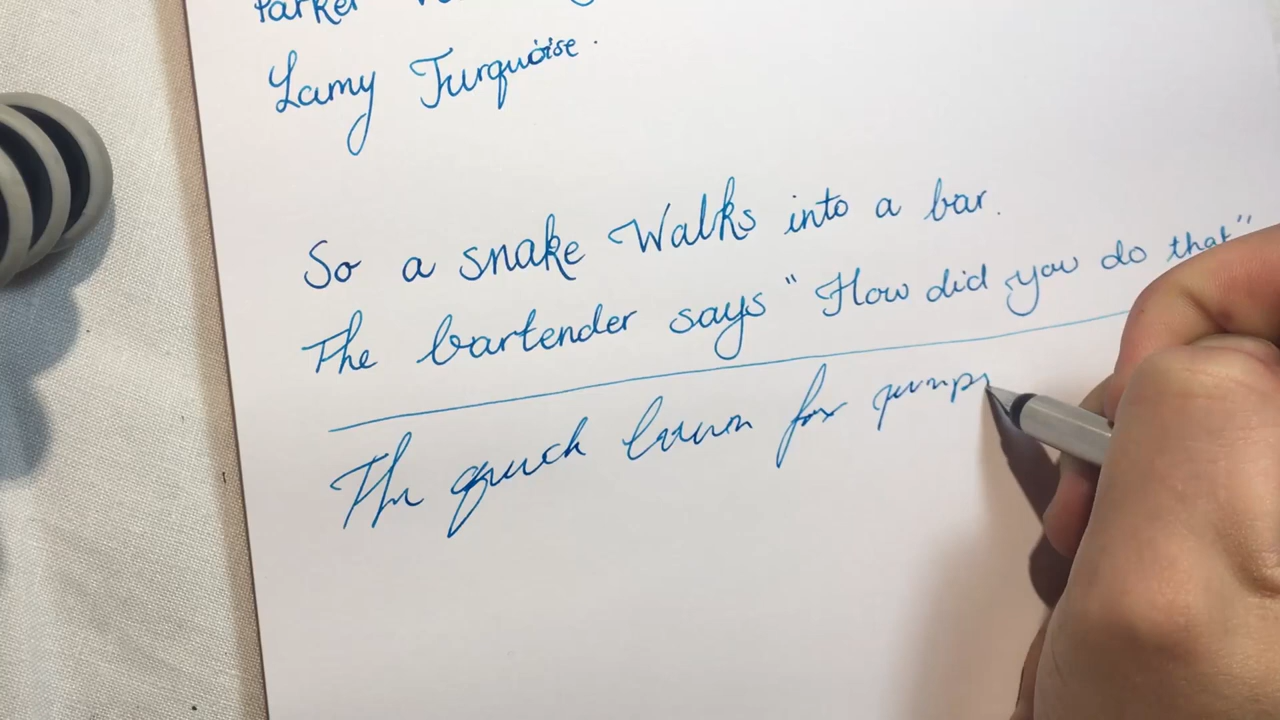 Parker
Lamy Turquoise.
So a snake Walks into a bar.
The bartender says "How did you do that"
The quick brown fox jumps